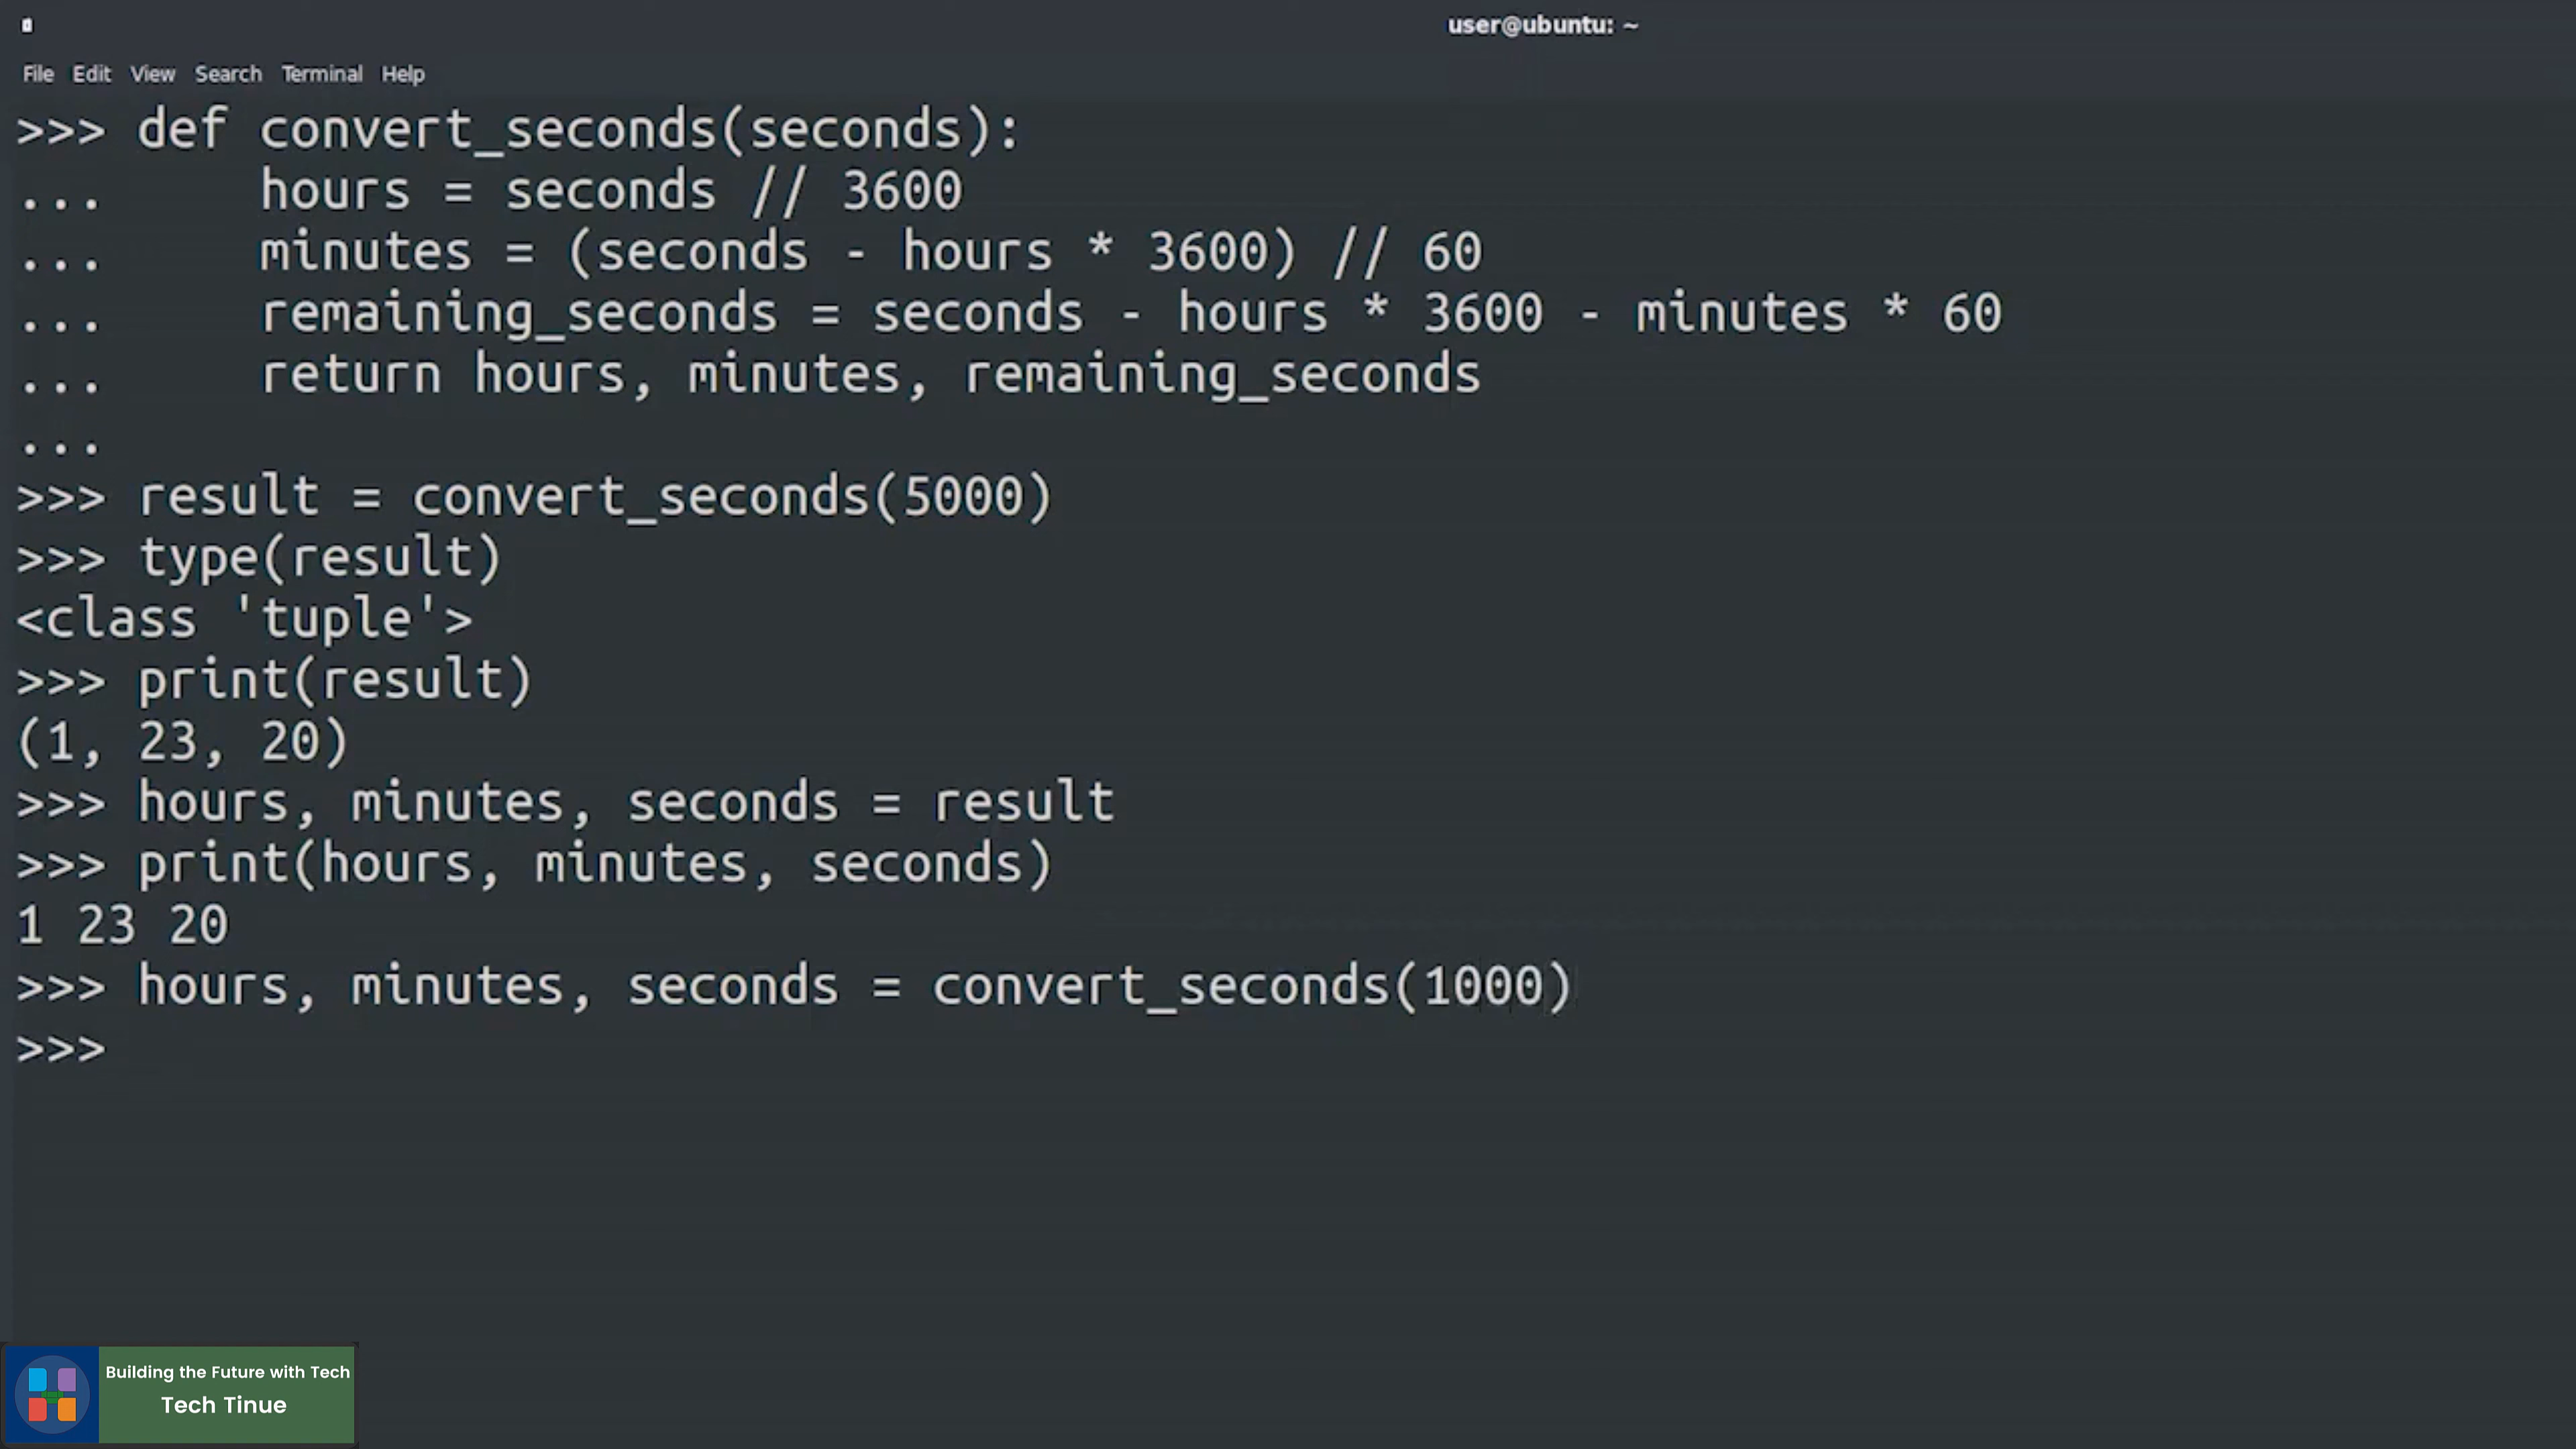 user@ubuntu: ~
File Edit View Search Terminal Help
>>> def convert_seconds(seconds):
...     hours = seconds // 3600
...     minutes = (seconds - hours * 3600) // 60
...     remaining_seconds = seconds - hours * 3600 - minutes * 60
...     return hours, minutes, remaining_seconds
...
>>> result = convert_seconds(5000)
>>> type(result)
<class 'tuple'>
>>> print(result)
(1, 23, 20)
>>> hours, minutes, seconds = result
>>> print(hours, minutes, seconds)
1 23 20
>>> hours, minutes, seconds = convert_seconds(1000)
>>>
Building the Future with Tech
Tech Tinue